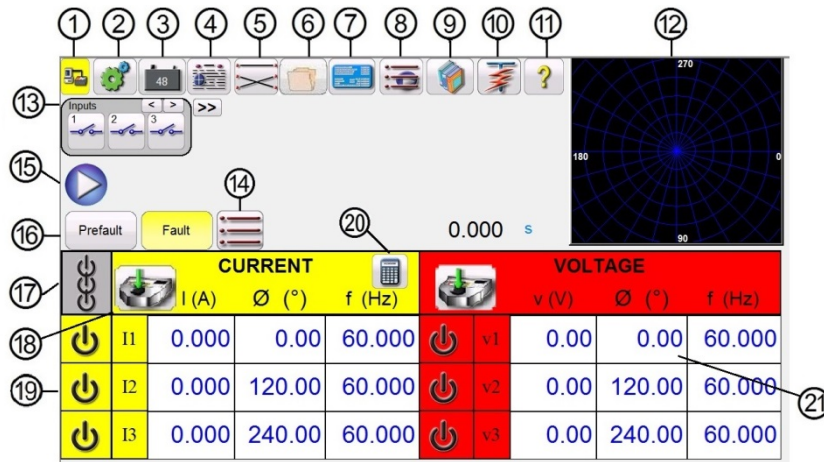 1 2 3 4 5 6 7 8 9 10 11 12
48 ?
270
13 Inputs < > >>
1 2 3
180 0
15
14
16 Prefault Fault 20 0.000 s 90
17 CURRENT VOLTAGE
I (A) Ø (°) f (Hz) v (V) Ø (°) f (Hz)
18 I1 0.000 0.00 60.000 v1 0.00 0.00 60.000
19 I2 0.000 120.00 60.000 v2 0.00 120.00 60.000
21
I3 0.000 240.00 60.000 v3 0.00 240.00 60.000